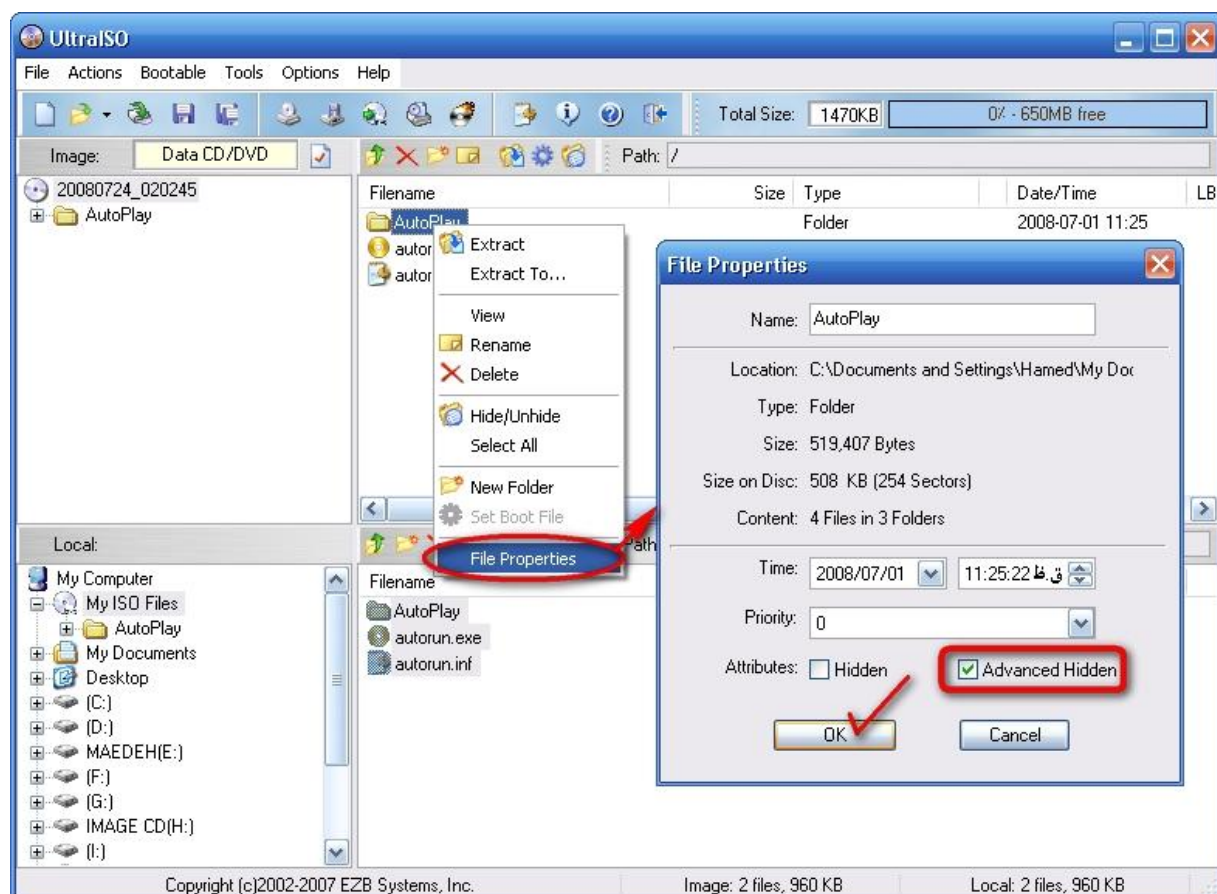 UltraISO
File Actions Bootable Tools Options Help
Total Size: 1470KB 0% - 650MB free
Image: Data CD/DVD
Path: /
20080724_020245
AutoPlay
Filename Size Type Date/Time LB
AutoPlay Folder 2008-07-01 11:25
autor
autor
Extract
Extract To...
View
Rename
Delete
Hide/Unhide
Select All
New Folder
Set Boot File
File Properties
File Properties
Name: AutoPlay
Location: C:\Documents and Settings\Hamed\My Doc
Type: Folder
Size: 519,407 Bytes
Size on Disc: 508 KB (254 Sectors)
Content: 4 Files in 3 Folders
Time: 2008/07/01 11:25:22 ق.ظ
Priority: 0
Attributes: Hidden Advanced Hidden
OK Cancel
Local:
Path
My Computer
My ISO Files
AutoPlay
My Documents
Desktop
(C:)
(D:)
MAEDEH(E:)
(F:)
(G:)
IMAGE CD(H:)
(I:)
Filename
AutoPlay
autorun.exe
autorun.inf
Copyright (c)2002-2007 EZB Systems, Inc. Image: 2 files, 960 KB Local: 2 files, 960 KB